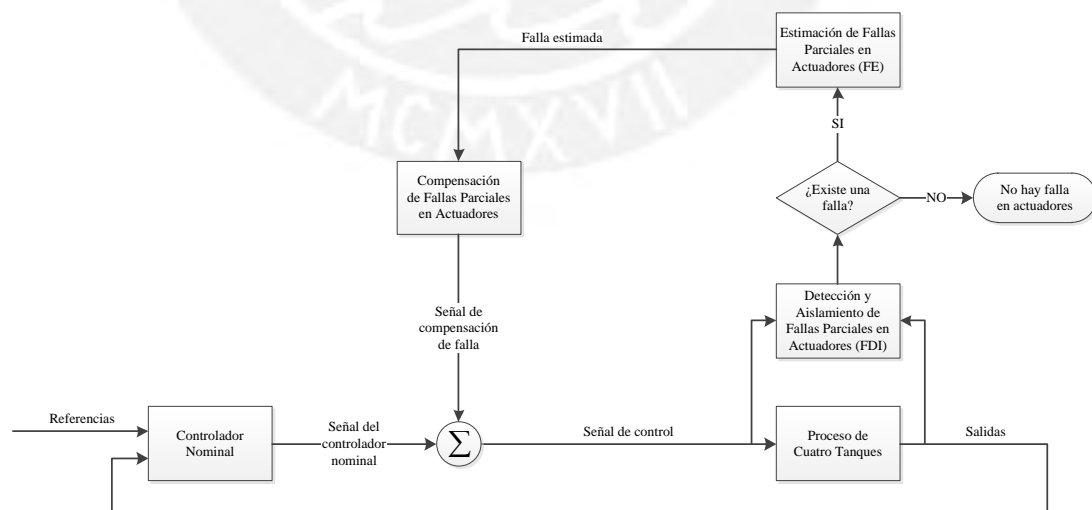 MCMXVII
Estimación de Fallas
Parciales en
Actuadores (FE)
Falla estimada
SI
Compensación
de Fallas Parciales
en Actuadores
¿Existe una
falla?
NO
No hay falla
en actuadores
Señal de
compensación
de falla
Detección y
Aislamiento de
Fallas Parciales en
Actuadores (FDI)
Referencias
Controlador
Nominal
Señal del
controlador
nominal
Σ
Señal de control
Proceso de
Cuatro Tanques
Salidas